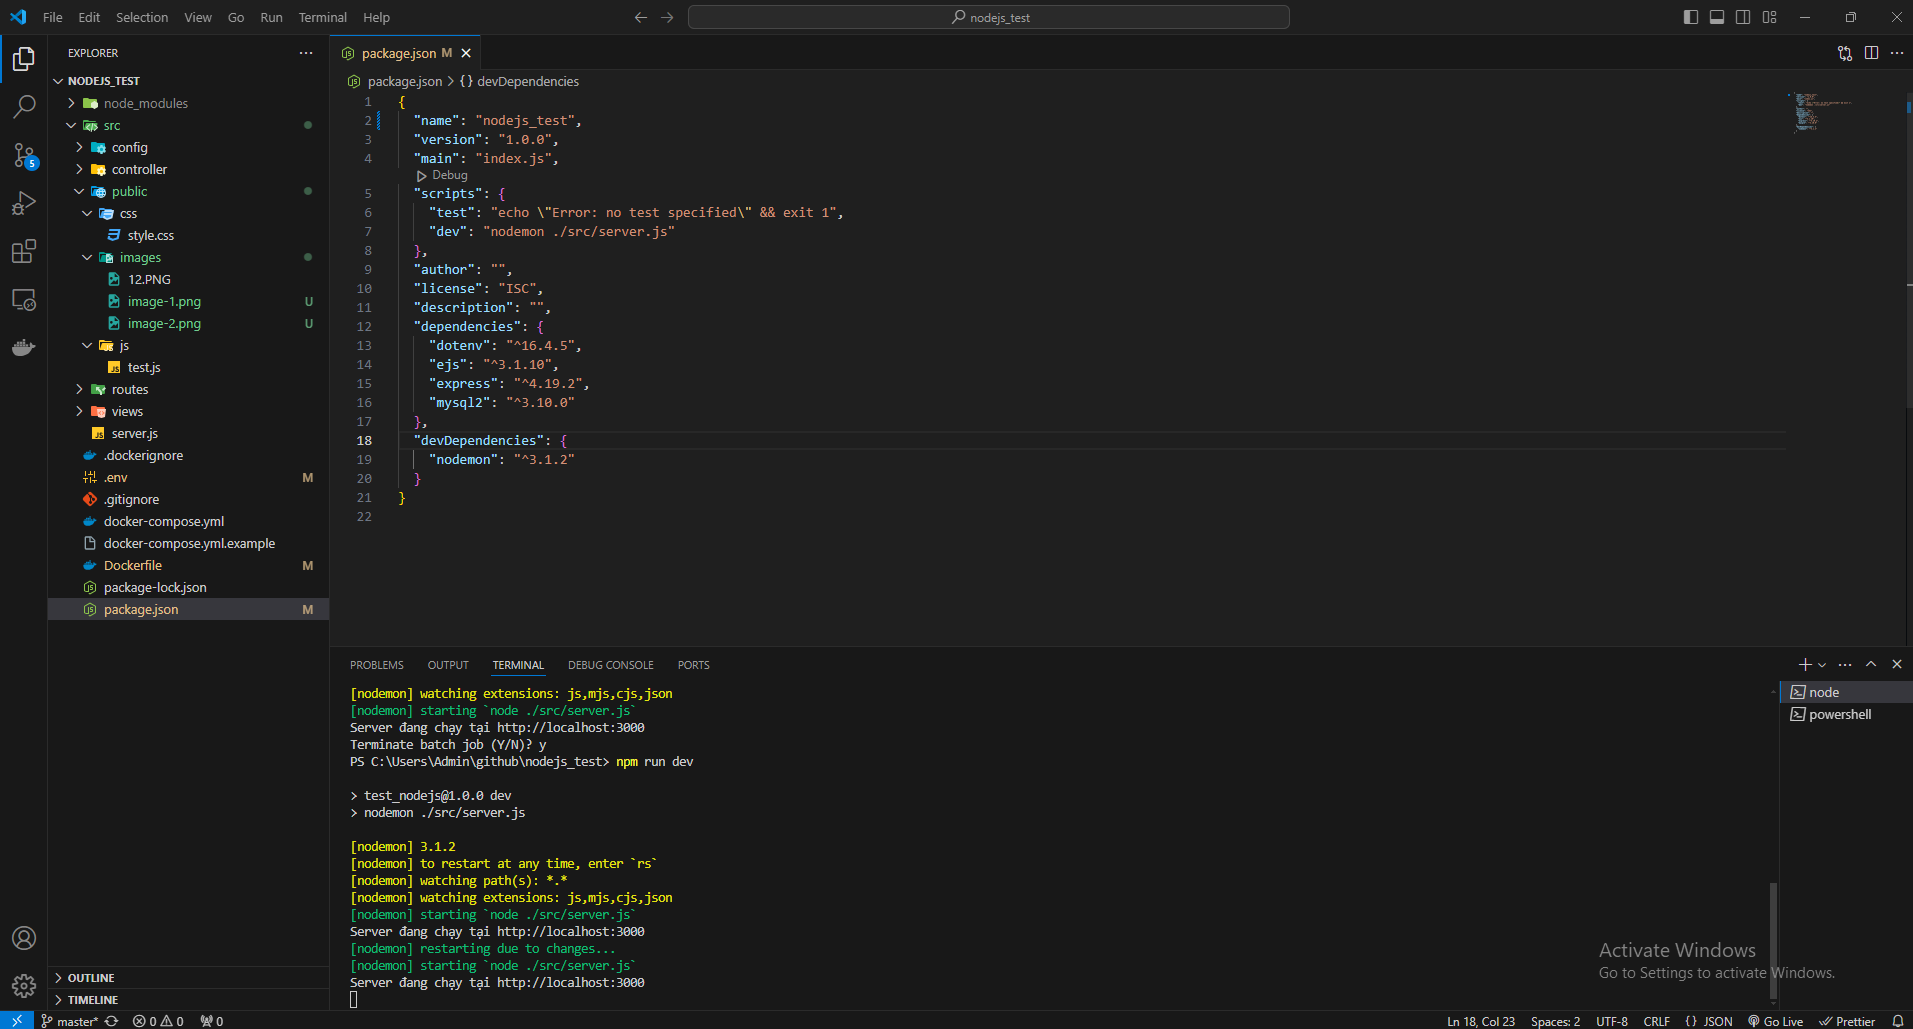 File Edit Selection View Go Run Terminal Help
nodejs_test
EXPLORER
NODEJS_TEST
node_modules
src
config
controller
public
css
style.css
images
12.PNG
image-1.png U
image-2.png U
js
test.js
routes
views
server.js
.dockerignore
.env M
.gitignore
docker-compose.yml
docker-compose.yml.example
Dockerfile M
package-lock.json
package.json M
OUTLINE
TIMELINE
package.json M
package.json > {} devDependencies
1 {
2 "name": "nodejs_test",
3 "version": "1.0.0",
4 "main": "index.js",
Debug
5 "scripts": {
6 "test": "echo \"Error: no test specified\" && exit 1",
7 "dev": "nodemon ./src/server.js"
8 },
9 "author": "",
10 "license": "ISC",
11 "description": "",
12 "dependencies": {
13 "dotenv": "^16.4.5",
14 "ejs": "^3.1.10",
15 "express": "^4.19.2",
16 "mysql2": "^3.10.0"
17 },
18 "devDependencies": {
19 "nodemon": "^3.1.2"
20 }
21 }
22
PROBLEMS OUTPUT TERMINAL DEBUG CONSOLE PORTS
[nodemon] watching extensions: js,mjs,cjs,json
[nodemon] starting `node ./src/server.js`
Server đang chạy tại http://localhost:3000
Terminate batch job (Y/N)? y
PS C:\Users\Admin\github\nodejs_test> npm run dev
> test_nodejs@1.0.0 dev
> nodemon ./src/server.js
[nodemon] 3.1.2
[nodemon] to restart at any time, enter `rs`
[nodemon] watching path(s): *.*
[nodemon] watching extensions: js,mjs,cjs,json
[nodemon] starting `node ./src/server.js`
Server đang chạy tại http://localhost:3000
[nodemon] restarting due to changes...
[nodemon] starting `node ./src/server.js`
Server đang chạy tại http://localhost:3000
node
powershell
Activate Windows
Go to Settings to activate Windows.
5
master* 0 0 0
Ln 18, Col 23 Spaces: 2 UTF-8 CRLF {} JSON Go Live Prettier